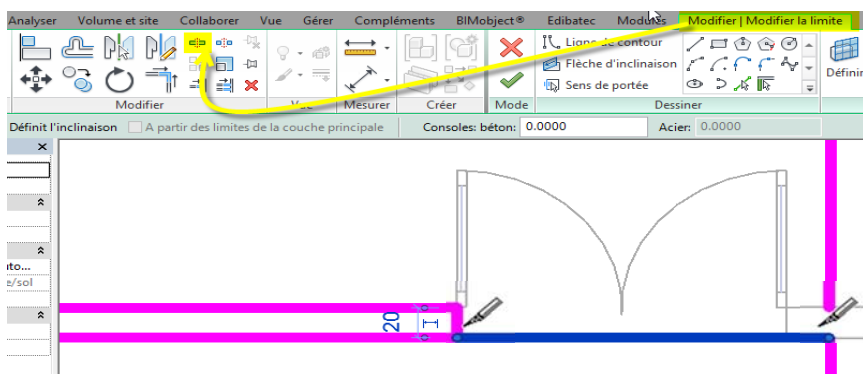 Analyser Volume et site Collaborer Vue Gérer Compléments BIMobject® Edibatec Modules Modifier | Modifier la limite
Ligne de contour
Flèche d'inclinaison
Sens de portée
Définir
Modifier Vue Mesurer Créer Mode Dessiner
Définit l'inclinaison A partir des limites de la couche principale Consoles: béton: 0.0000 Acier: 0.0000
uto...
e/sol
20